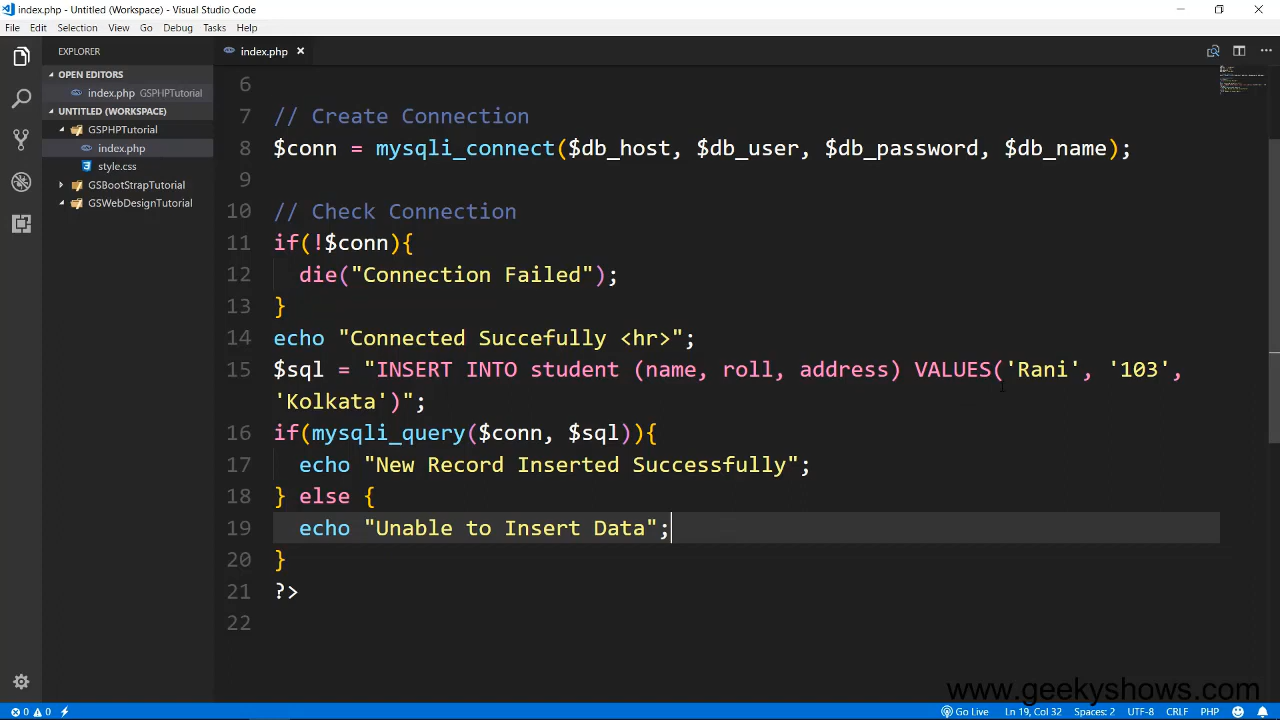 index.php - Untitled (Workspace) - Visual Studio Code
File Edit Selection View Go Debug Tasks Help
EXPLORER
index.php ×
OPEN EDITORS
index.php GSPHPTutorial
UNTITLED (WORKSPACE)
GSPHPTutorial
index.php
style.css
GSBootStrapTutorial
GSWebDesignTutorial
6
7 // Create Connection
8 $conn = mysqli_connect($db_host, $db_user, $db_password, $db_name);
9
10 // Check Connection
11 if(!$conn){
12 die("Connection Failed");
13 }
14 echo "Connected Succefully <hr>";
15 $sql = "INSERT INTO student (name, roll, address) VALUES('Rani', '103',
'Kolkata')";
16 if(mysqli_query($conn, $sql)){
17 echo "New Record Inserted Successfully";
18 } else {
19 echo "Unable to Insert Data";
20 }
21 ?>
22
www.geekyshows.com
0 0 Go Live Ln 19, Col 32 Spaces: 2 UTF-8 CRLF PHP